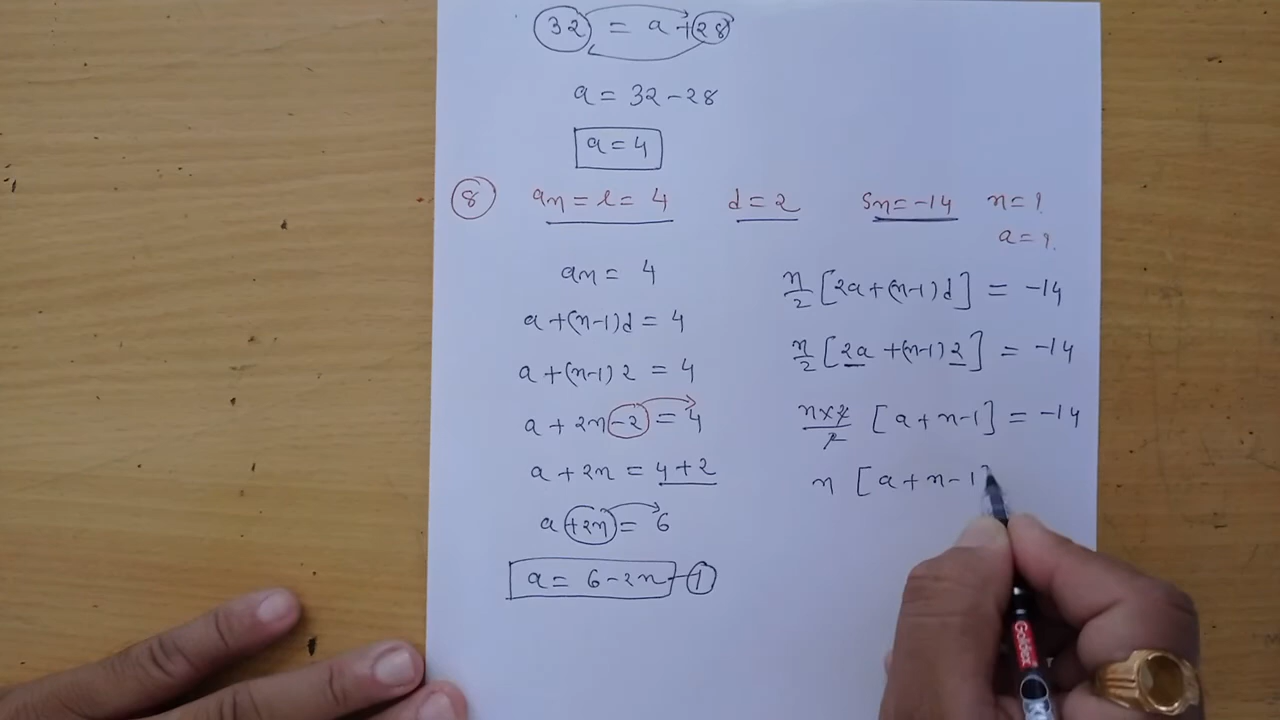 32 = a + 28
a = 32 - 28
a = 4
8 an = l = 4 d = 2 Sn = -14 n = ?
a = ?
an = 4
a + (n-1)d = 4
a + (n-1) 2 = 4
a + 2n - 2 = 4
a + 2n = 4 + 2
a + 2n = 6
a = 6 - 2n - 1
n/2 [2a + (n-1)d] = -14
n/2 [2a + (n-1) 2] = -14
n×2/2 [a + n - 1] = -14
n [a + n - 1]
Goldex